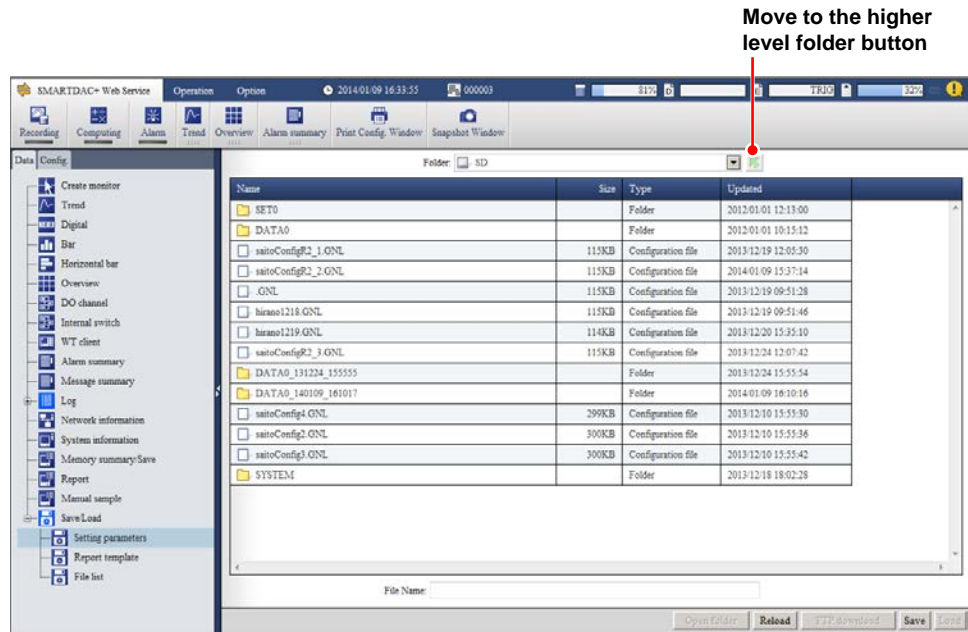 Move to the higher
level folder button
SMARTDAC+ Web Service Operation Option 2014/01/09 16:33:55 000003 81% D TRIG 32%
Recording Computing Alarm Trend Overview Alarm summary Print Config. Window Snapshot Window
Data Config.
Folder: SD
Create monitor
Trend
Digital
Bar
Horizontal bar
Overview
DO channel
Internal switch
WT client
Alarm summary
Message summary
Log
Network information
System information
Memory summary/Save
Report
Manual sample
Save/Load
Setting parameters
Report template
File list
Name Size Type Updated
SET0 Folder 2012/01/01 12:13:00
DATA0 Folder 2012/01/01 10:15:12
saitoConfigR2_1.GNL 115KB Configuration file 2013/12/19 12:05:30
saitoConfigR2_2.GNL 115KB Configuration file 2014/01/09 15:37:14
.GNL 115KB Configuration file 2013/12/19 09:51:28
hirano1218.GNL 115KB Configuration file 2013/12/19 09:51:46
hirano1219.GNL 114KB Configuration file 2013/12/20 15:35:10
saitoConfigR2_3.GNL 115KB Configuration file 2013/12/24 12:07:42
DATA0_131224_155555 Folder 2013/12/24 15:55:54
DATA0_140109_161017 Folder 2014/01/09 16:10:16
saitoConfig4.GNL 299KB Configuration file 2013/12/10 15:55:30
saitoConfig2.GNL 300KB Configuration file 2013/12/10 15:55:36
saitoConfig3.GNL 300KB Configuration file 2013/12/10 15:55:42
SYSTEM Folder 2013/12/18 18:02:28
File Name:
Open folder Reload FTP download Save Load